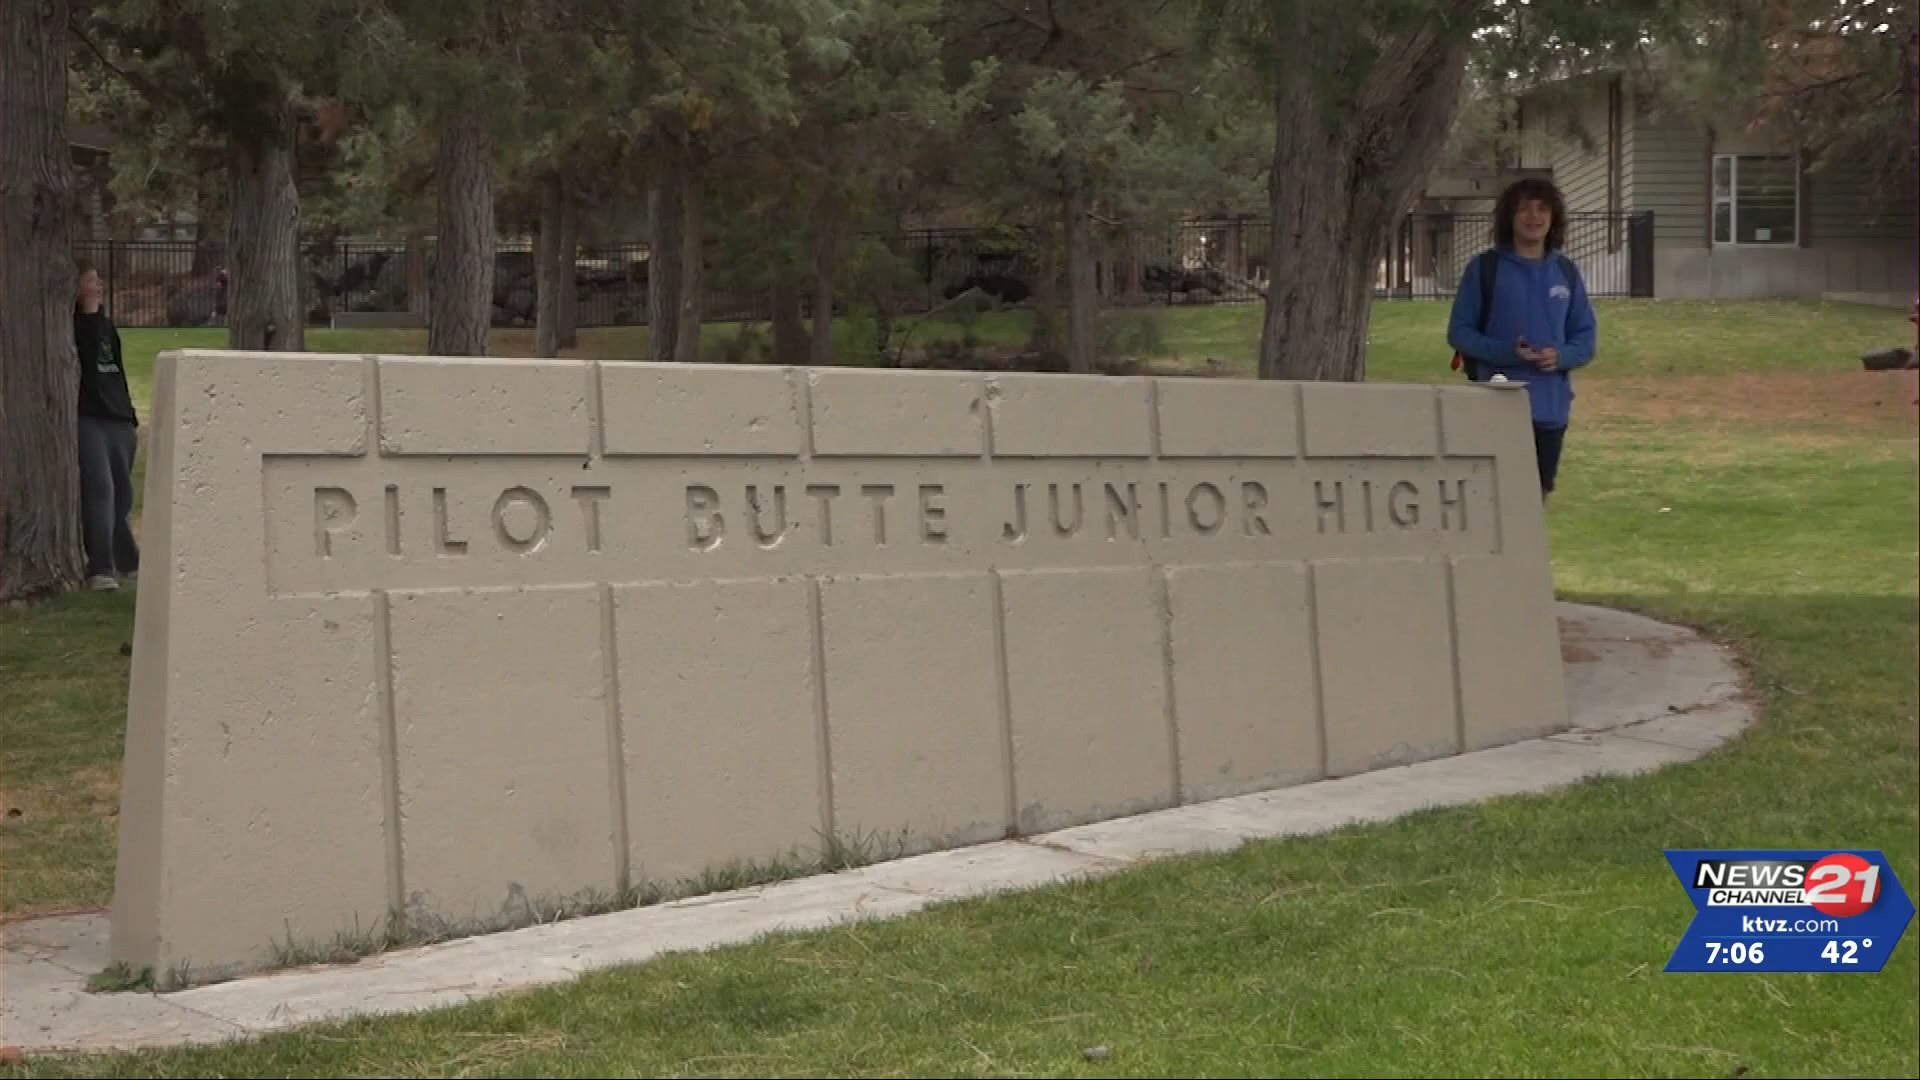 PILOT BUTTE JUNIOR HIGH
NEWS
CHANNEL 21
ktvz.com
7:06 42°